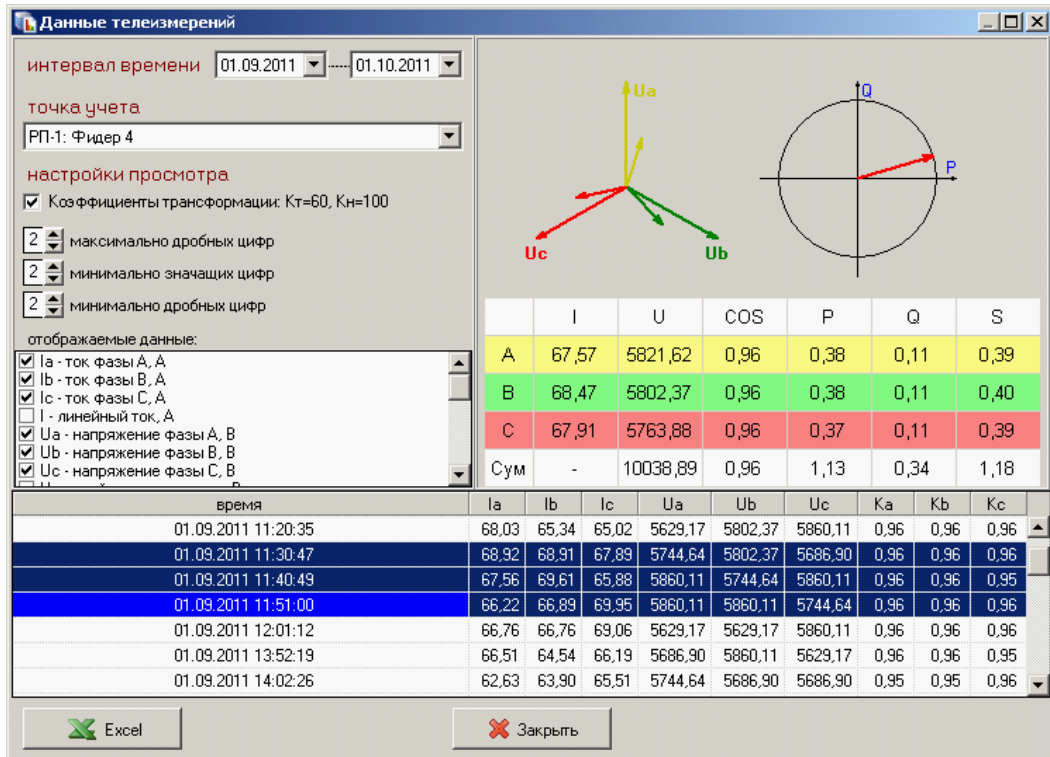 Данные телеизмерений
интервал времени 01.09.2011 ----- 01.10.2011
точка учета
РП-1: Фидер 4
настройки просмотра
Коэффициенты трансформации: Кт=60, Кн=100
2 максимально дробных цифр
2 минимально значащих цифр
2 минимально дробных цифр
отображаемые данные:
Ia - ток фазы А, А
Ib - ток фазы В, А
Ic - ток фазы С, А
I - линейный ток, А
Ua - напряжение фазы А, В
Ub - напряжение фазы В, В
Uc - напряжение фазы С, В
Ua
Uc
Ub
Q
P
I U COS P Q S
A 67,57 5821,62 0,96 0,38 0,11 0,39
B 68,47 5802,37 0,96 0,38 0,11 0,40
C 67,91 5763,88 0,96 0,37 0,11 0,39
Сум - 10038,89 0,96 1,13 0,34 1,18
время Ia Ib Ic Ua Ub Uc Ka Kb Kc
01.09.2011 11:20:35 68,03 65,34 65,02 5629,17 5802,37 5860,11 0,96 0,96 0,96
01.09.2011 11:30:47 68,92 68,91 67,89 5744,64 5802,37 5686,90 0,96 0,96 0,96
01.09.2011 11:40:49 67,56 69,61 65,88 5860,11 5744,64 5860,11 0,96 0,96 0,95
01.09.2011 11:51:00 66,22 66,89 69,95 5860,11 5860,11 5744,64 0,96 0,96 0,96
01.09.2011 12:01:12 66,76 66,76 69,06 5629,17 5629,17 5860,11 0,96 0,96 0,96
01.09.2011 13:52:19 66,51 64,54 66,19 5686,90 5860,11 5629,17 0,96 0,96 0,95
01.09.2011 14:02:26 62,63 63,90 65,51 5744,64 5686,90 5686,90 0,95 0,95 0,96
Excel
Закрыть